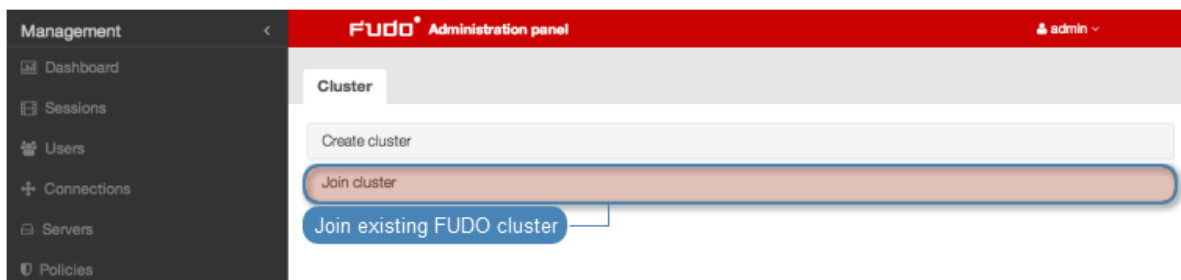 Management
FUDO Administration panel
admin
Dashboard
Cluster
Sessions
Create cluster
Users
Join cluster
Connections
Join existing FUDO cluster
Servers
Policies